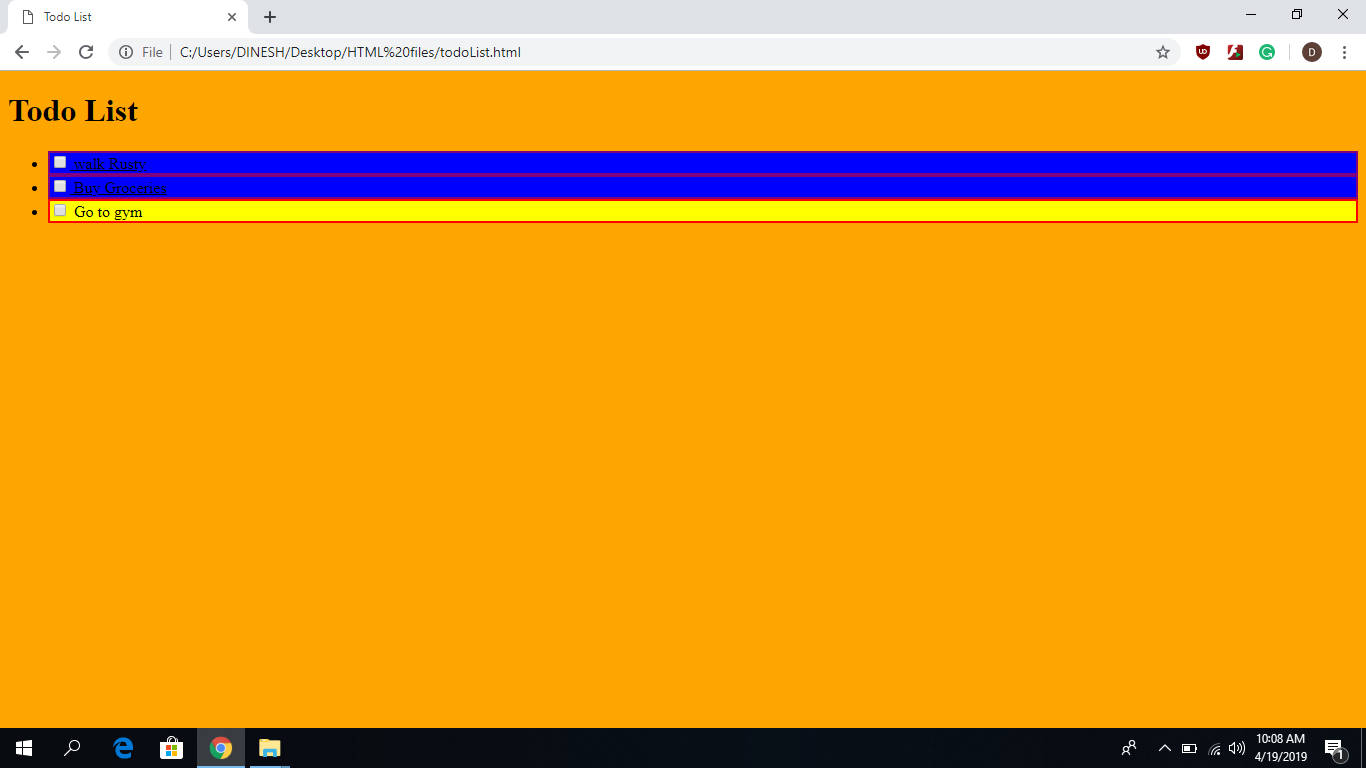 Todo List
File
C:/Users/DINESH/Desktop/HTML%20files/todoList.html
D
Todo List
walk Rusty
Buy Groceries
Go to gym
10:08 AM
4/19/2019
1